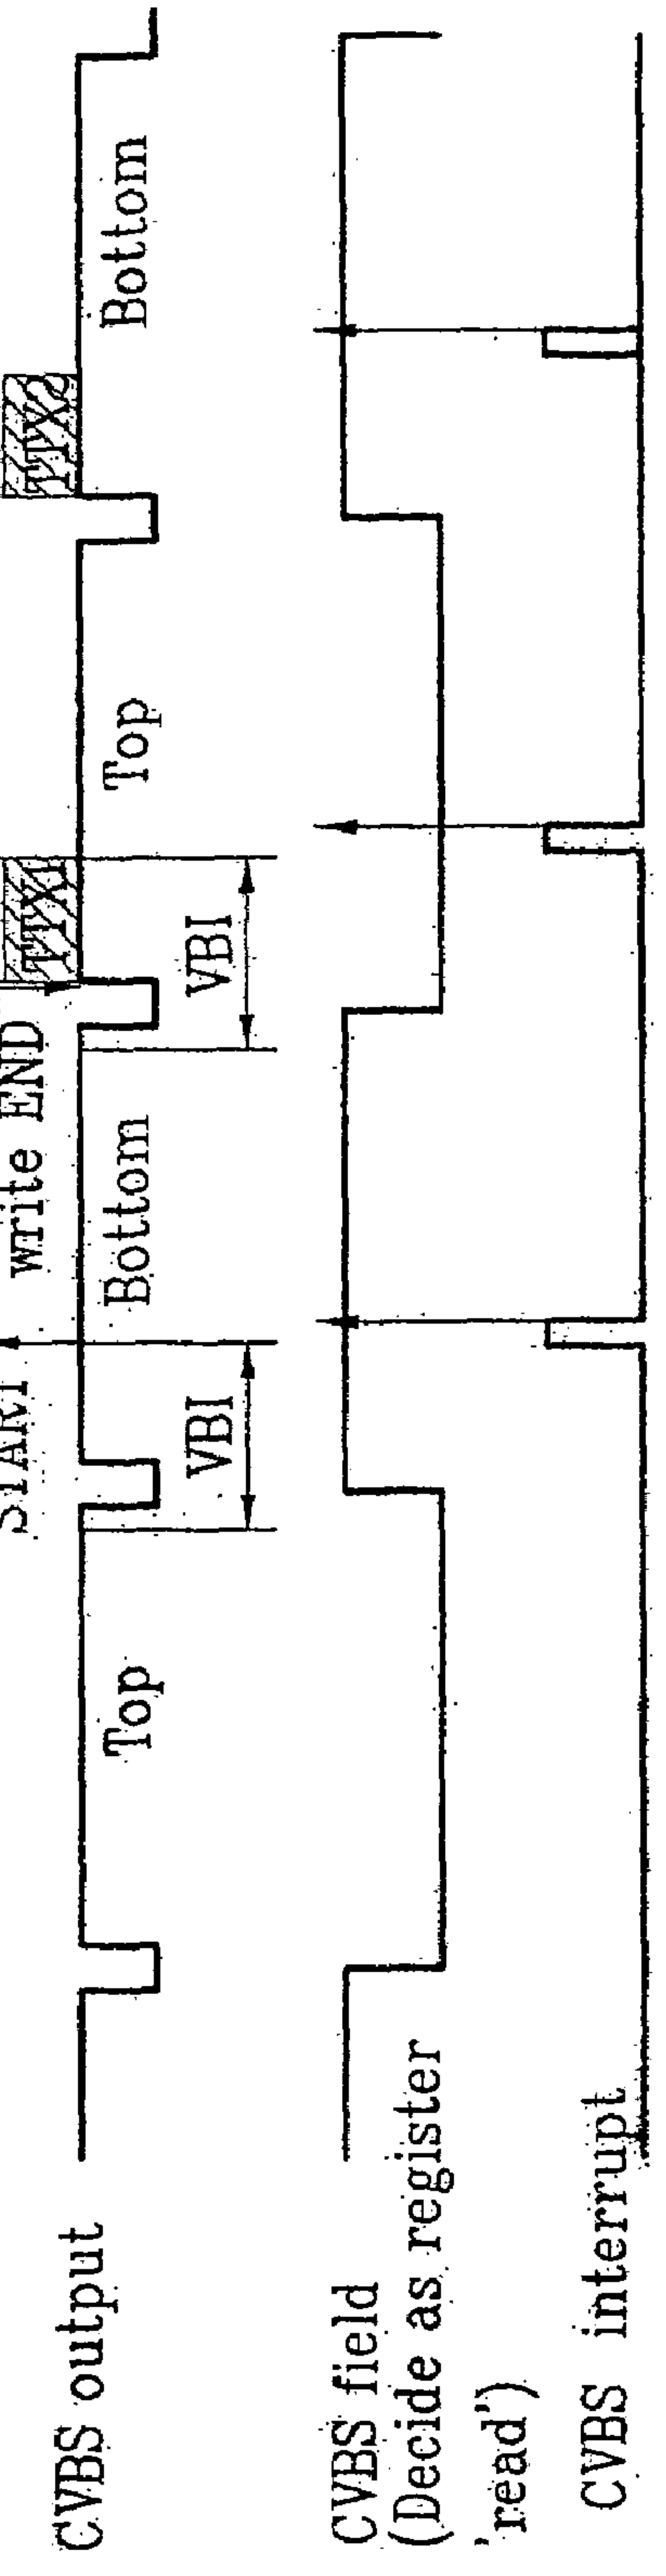 START write END
TTX1 TTX2
CVBS output
Top Bottom Top Bottom
VBI VBI
CVBS field
(Decide as register
'read')
CVBS interrupt